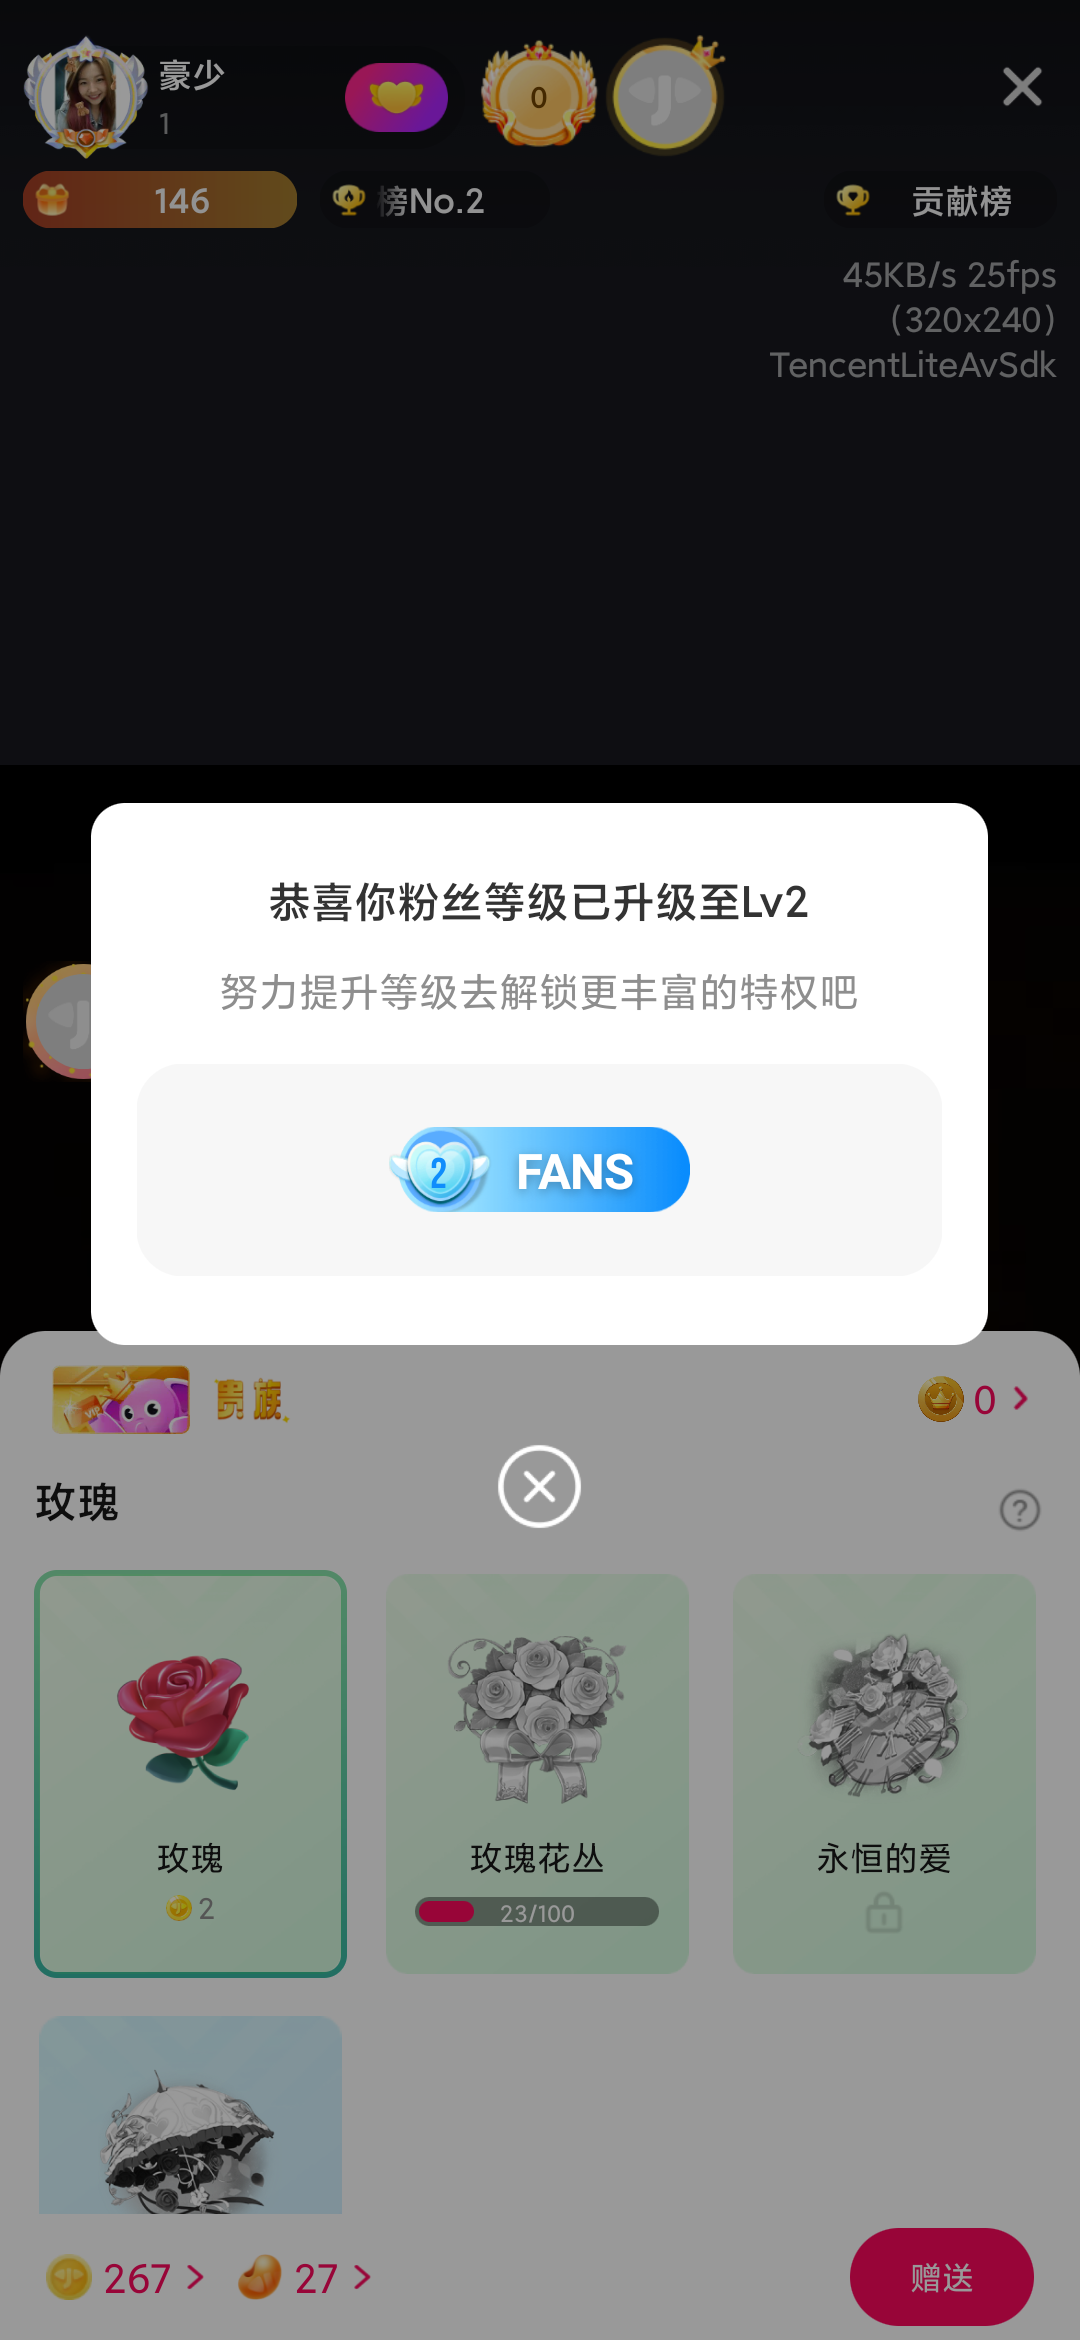 豪少
1
0
146
榜No.2
贡献榜
45KB/s 25fps
(320x240)
TencentLiteAvSdk
恭喜你粉丝等级已升级至Lv2
努力提升等级去解锁更丰富的特权吧
2 FANS
VIP
贵族
0
玫瑰
?
玫瑰
2
玫瑰花丛
23/100
永恒的爱
267
27
赠送